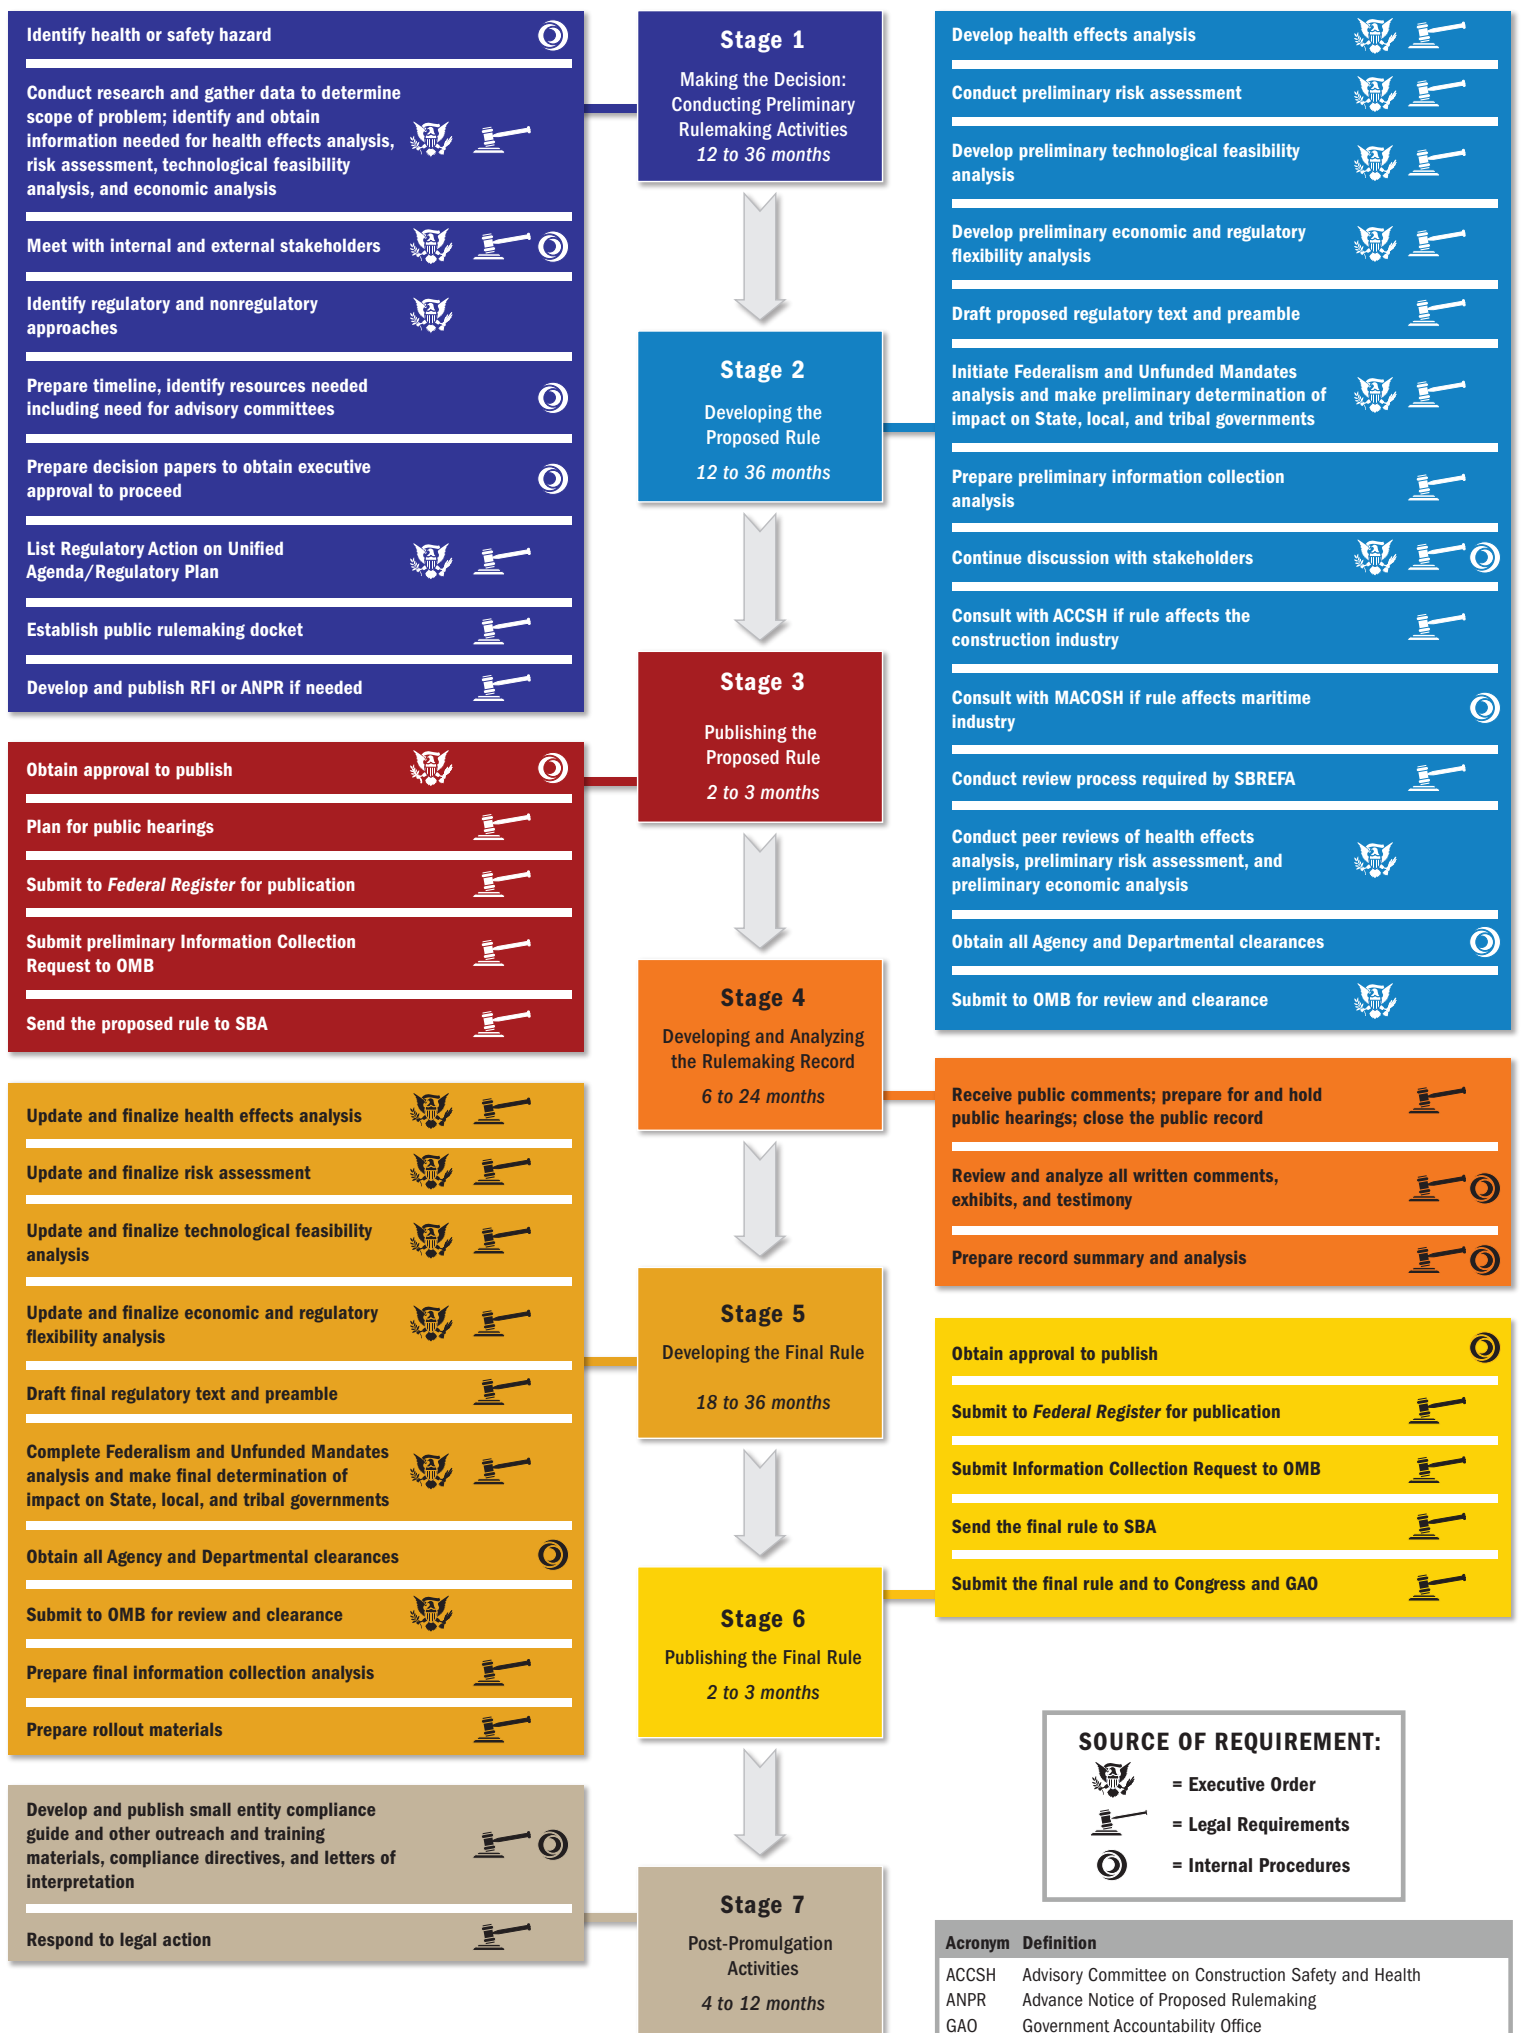 Identify health or safety hazard
Conduct research and gather data to determine
scope of problem; identify and obtain
information needed for health effects analysis,
risk assessment, technological feasibility
analysis, and economic analysis
Meet with internal and external stakeholders
Identify regulatory and nonregulatory
approaches
Prepare timeline, identify resources needed
including need for advisory committees
Prepare decision papers to obtain executive
approval to proceed
List Regulatory Action on Unified
Agenda/Regulatory Plan
Establish public rulemaking docket
Develop and publish RFI or ANPR if needed
Stage 1
Making the Decision:
Conducting Preliminary
Rulemaking Activities
12 to 36 months
Stage 2
Developing the
Proposed Rule
12 to 36 months
Develop health effects analysis
Conduct preliminary risk assessment
Develop preliminary technological feasibility
analysis
Develop preliminary economic and regulatory
flexibility analysis
Draft proposed regulatory text and preamble
Initiate Federalism and Unfunded Mandates
analysis and make preliminary determination of
impact on State, local, and tribal governments
Prepare preliminary information collection
analysis
Continue discussion with stakeholders
Consult with ACCSH if rule affects the
construction industry
Consult with MACOSH if rule affects maritime
industry
Conduct review process required by SBREFA
Conduct peer reviews of health effects
analysis, preliminary risk assessment, and
preliminary economic analysis
Obtain all Agency and Departmental clearances
Submit to OMB for review and clearance
Stage 3
Publishing the
Proposed Rule
2 to 3 months
Obtain approval to publish
Plan for public hearings
Submit to Federal Register for publication
Submit preliminary Information Collection
Request to OMB
Send the proposed rule to SBA
Stage 4
Developing and Analyzing
the Rulemaking Record
6 to 24 months
Receive public comments; prepare for and hold
public hearings; close the public record
Review and analyze all written comments,
exhibits, and testimony
Prepare record summary and analysis
Update and finalize health effects analysis
Update and finalize risk assessment
Update and finalize technological feasibility
analysis
Update and finalize economic and regulatory
flexibility analysis
Draft final regulatory text and preamble
Complete Federalism and Unfunded Mandates
analysis and make final determination of
impact on State, local, and tribal governments
Obtain all Agency and Departmental clearances
Submit to OMB for review and clearance
Prepare final information collection analysis
Prepare rollout materials
Stage 5
Developing the Final Rule
18 to 36 months
Stage 6
Publishing the Final Rule
2 to 3 months
Obtain approval to publish
Submit to Federal Register for publication
Submit Information Collection Request to OMB
Send the final rule to SBA
Submit the final rule and to Congress and GAO
Develop and publish small entity compliance
guide and other outreach and training
materials, compliance directives, and letters of
interpretation
Respond to legal action
Stage 7
Post-Promulgation
Activities
4 to 12 months
SOURCE OF REQUIREMENT:
= Executive Order
= Legal Requirements
= Internal Procedures
Acronym Definition
ACCSH Advisory Committee on Construction Safety and Health
ANPR Advance Notice of Proposed Rulemaking
GAO Government Accountability Office